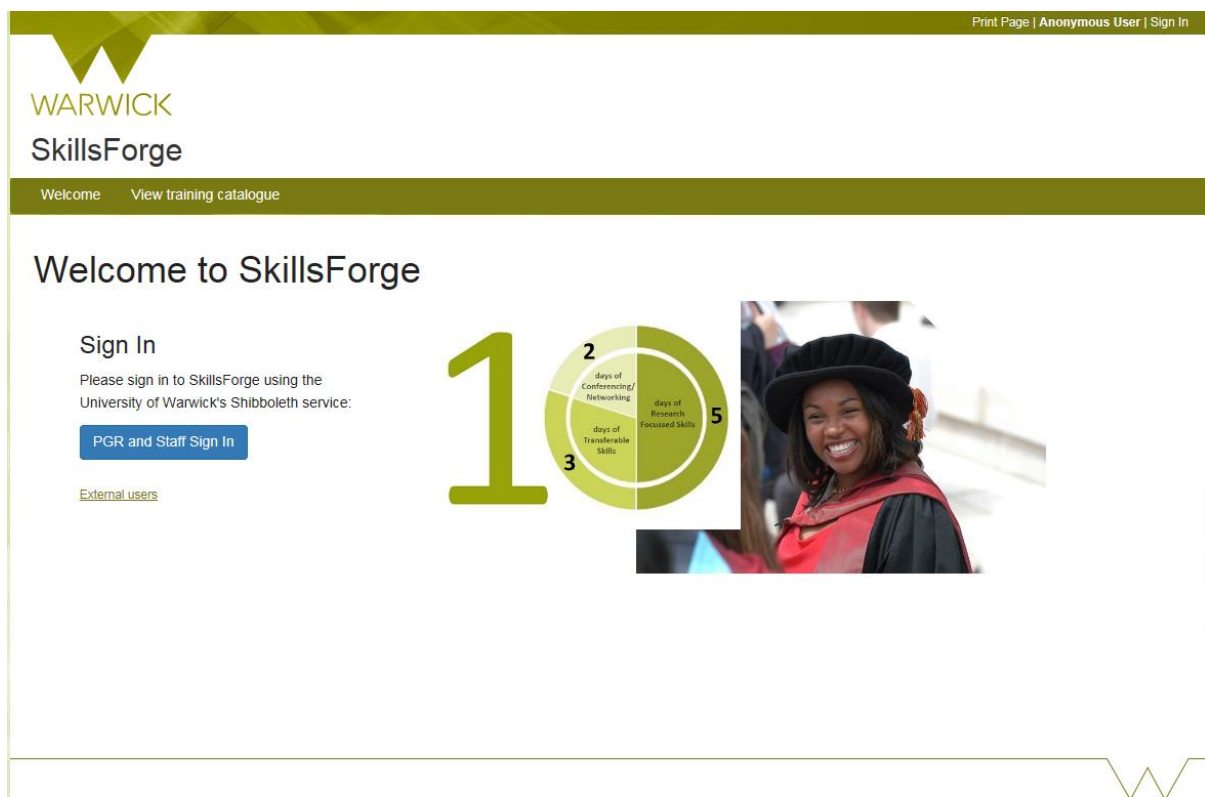 Print Page | Anonymous User | Sign In
WARWICK
SkillsForge
Welcome View training catalogue
Welcome to SkillsForge
Sign In
Please sign in to SkillsForge using the
University of Warwick's Shibboleth service:
PGR and Staff Sign In
External users
1
2
days of
Conferencing/
Networking
days of
Research
Focussed Skills
5
days of
Transferable
Skills
3